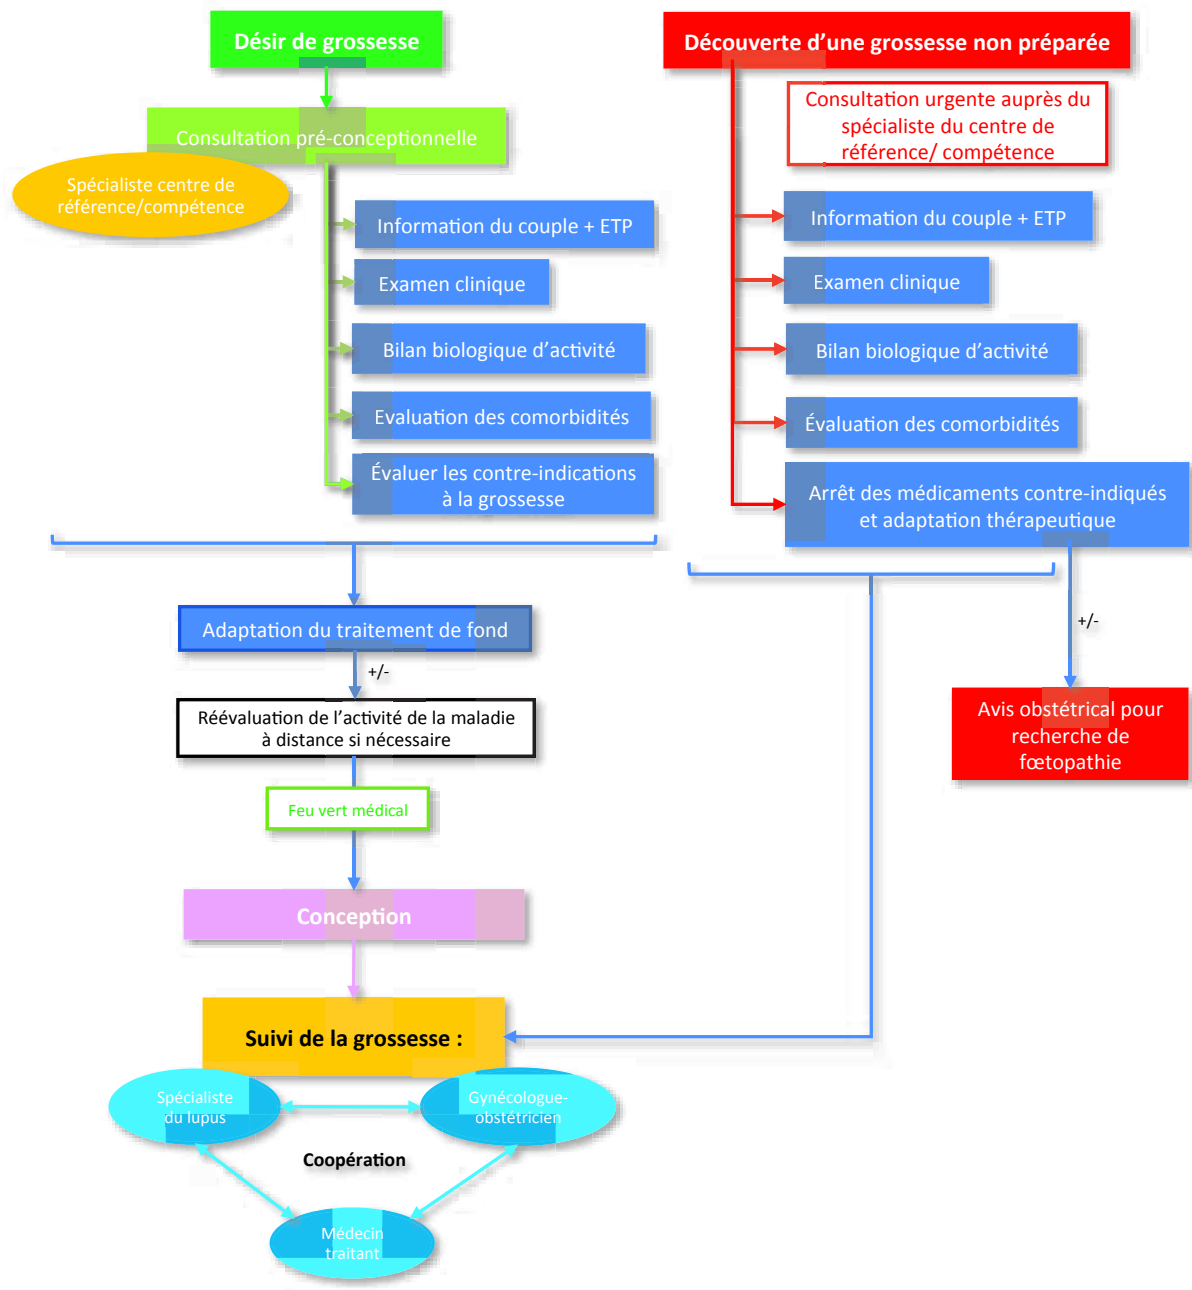 Désir de grossesse
Consultation pré-conceptionnelle
Spécialiste centre de
référence/compétence
Information du couple + ETP
Examen clinique
Bilan biologique d’activité
Evaluation des comorbidités
Évaluer les contre-indications
à la grossesse
Découverte d’une grossesse non préparée
Consultation urgente auprès du
spécialiste du centre de
référence/ compétence
Information du couple + ETP
Examen clinique
Bilan biologique d’activité
Évaluation des comorbidités
Arrêt des médicaments contre-indiqués
et adaptation thérapeutique
+/-
Avis obstétrical pour
recherche de
fœtopathie
Adaptation du traitement de fond
+/-
Réévaluation de l’activité de la maladie
à distance si nécessaire
Feu vert médical
Conception
Suivi de la grossesse :
Spécialiste
du lupus
Gynécologue-
obstétricien
Coopération
Médecin
traitant